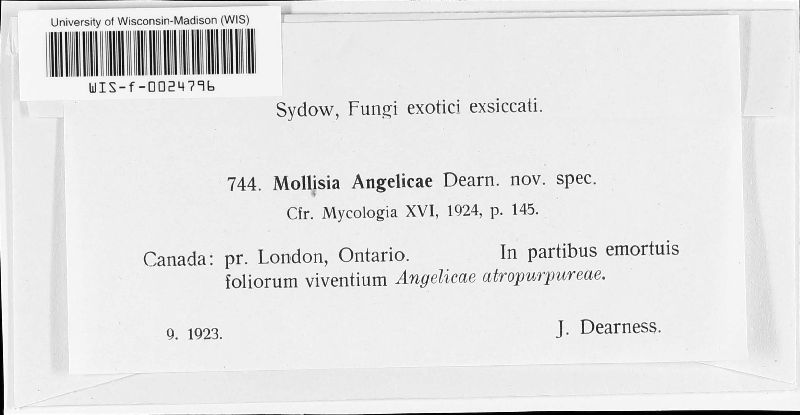 University of Wisconsin-Madison (WIS)
WIS-f-0024796
Sydow, Fungi exotici exsiccati.
744. Mollisia Angelicae Dearn. nov. spec.
Cfr. Mycologia XVI, 1924, p. 145.
Canada: pr. London, Ontario. In partibus emortuis
foliorum viventium Angelicae atropurpureae.
9. 1923. J. Dearness.